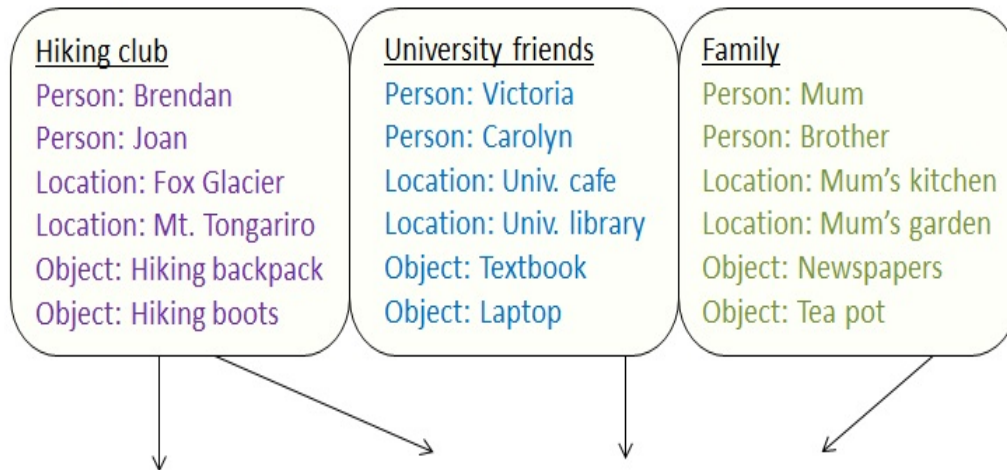 Hiking club
Person: Brendan
Person: Joan
Location: Fox Glacier
Location: Mt. Tongariro
Object: Hiking backpack
Object: Hiking boots
University friends
Person: Victoria
Person: Carolyn
Location: Univ. cafe
Location: Univ. library
Object: Textbook
Object: Laptop
Family
Person: Mum
Person: Brother
Location: Mum's kitchen
Location: Mum's garden
Object: Newspapers
Object: Tea pot